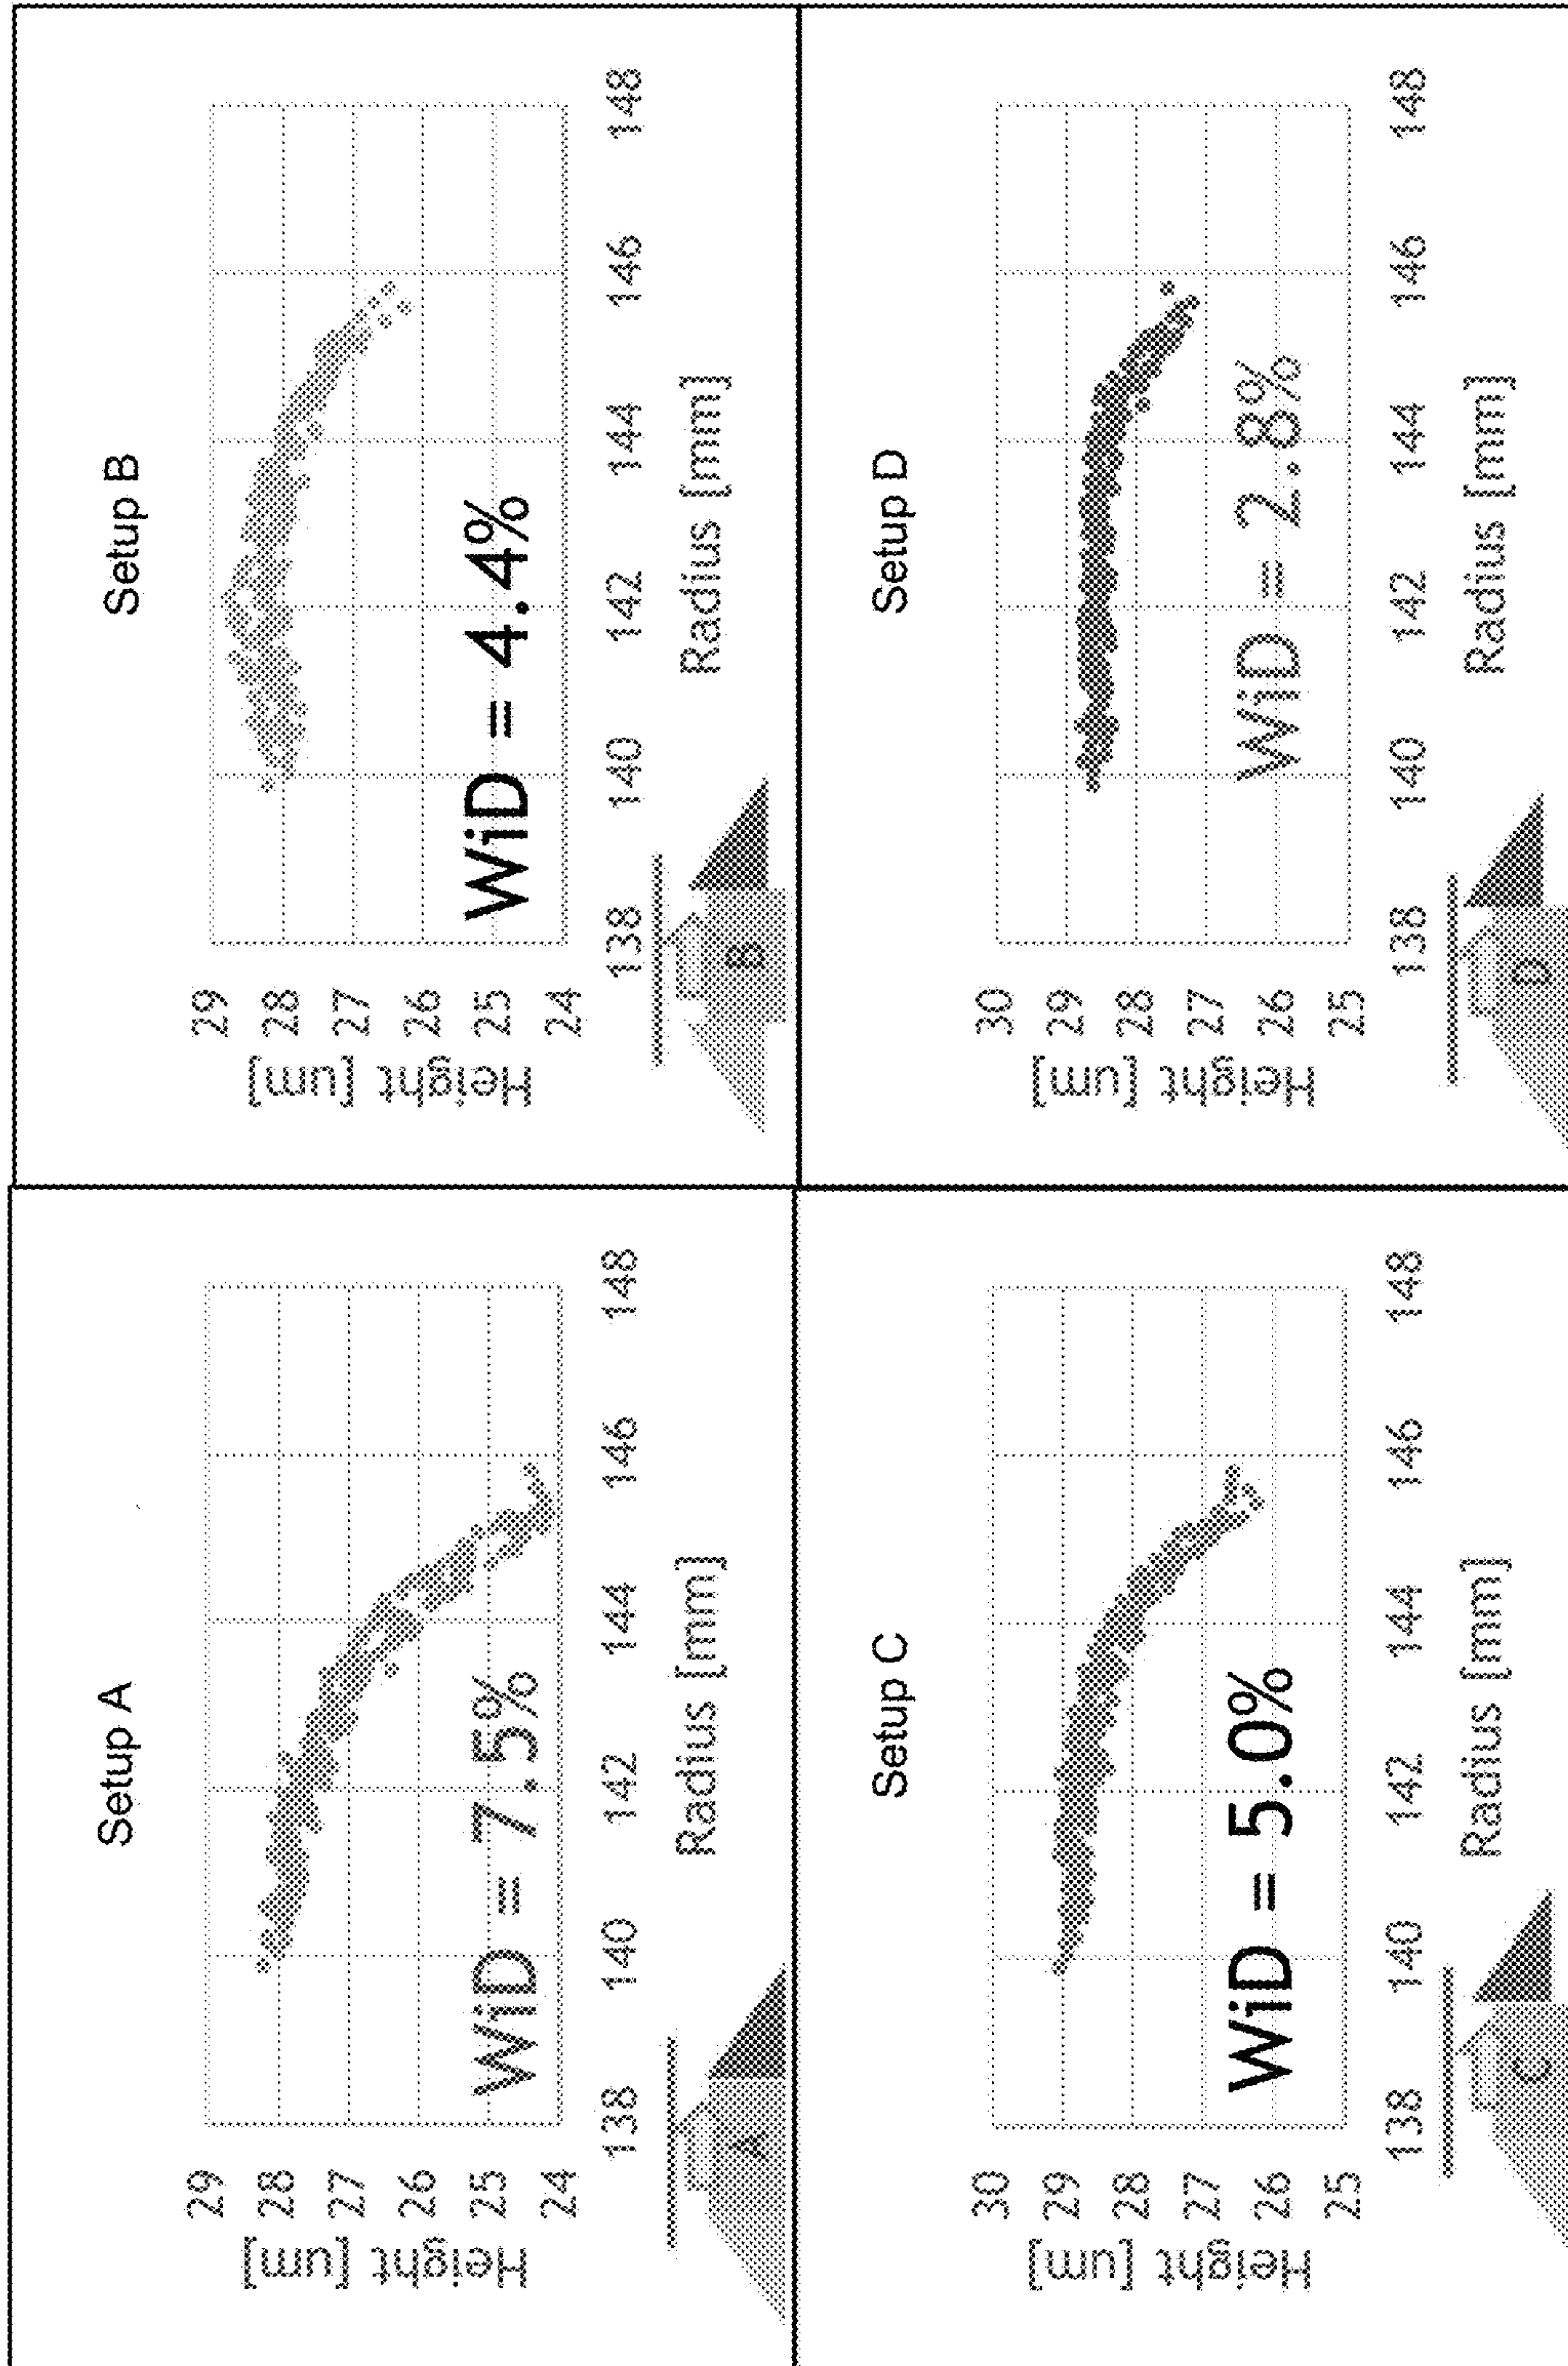 Setup A
Height [um]
29
28
27
26
25
24
WiD = 7.5%
138 140 142 144 146 148
Radius [mm]
A
Setup B
Height [um]
29
28
27
26
25
24
WiD = 4.4%
138 140 142 144 146 148
Radius [mm]
B
Setup C
Height [um]
30
29
28
27
26
25
WiD = 5.0%
138 140 142 144 146 148
Radius [mm]
C
Setup D
Height [um]
30
29
28
27
26
25
WiD = 2.8%
138 140 142 144 146 148
Radius [mm]
D